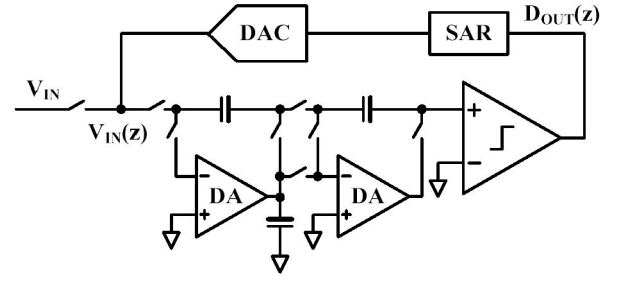 DAC
SAR
D_OUT(z)
V_IN
V_IN(z)
DA
DA
+
−
−
+
−
+